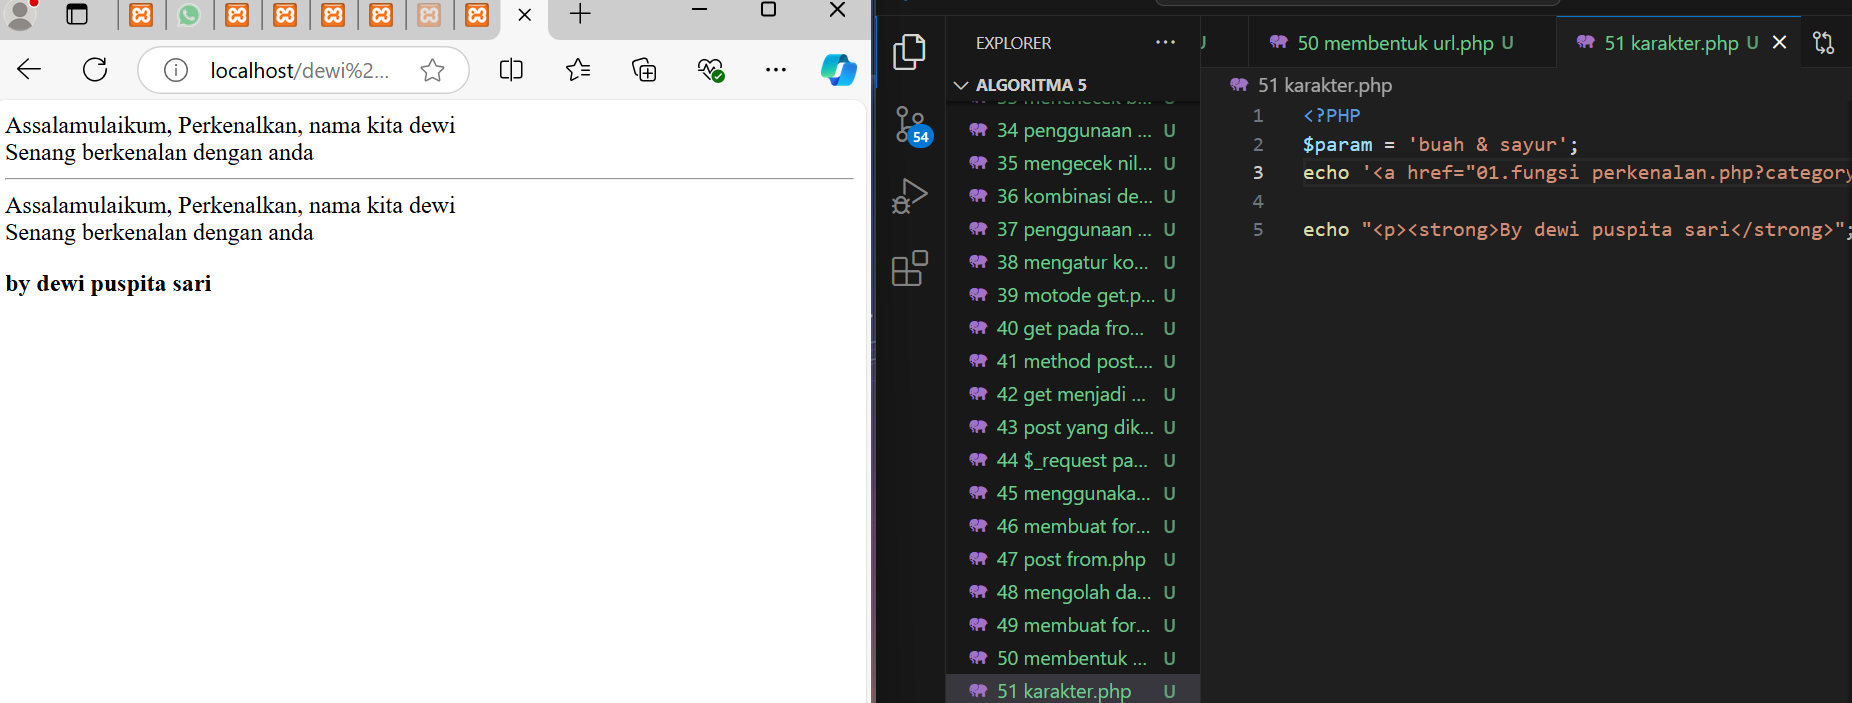 localhost/dewi%2...
Assalamulaikum, Perkenalkan, nama kita dewi
Senang berkenalan dengan anda
Assalamulaikum, Perkenalkan, nama kita dewi
Senang berkenalan dengan anda
by dewi puspita sari
54
EXPLORER
ALGORITMA 5
34 penggunaan ... U
35 mengecek nil... U
36 kombinasi de... U
37 penggunaan ... U
38 mengatur ko... U
39 motode get.p... U
40 get pada fro... U
41 method post.... U
42 get menjadi ... U
43 post yang dik... U
44 $_request pa... U
45 menggunaka... U
46 membuat for... U
47 post from.php U
48 mengolah da... U
49 membuat for... U
50 membentuk ... U
51 karakter.php U
U
50 membentuk url.php U
51 karakter.php U
51 karakter.php
1 <?PHP
2 $param = 'buah & sayur';
3 echo '<a href="01.fungsi perkenalan.php?category
4
5 echo "<p><strong>By dewi puspita sari</strong>";